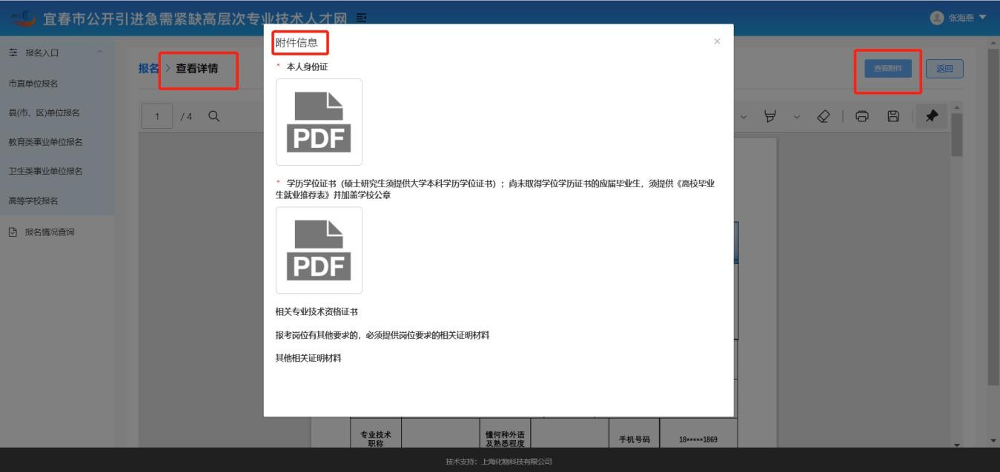 宜春市公开引进急需紧缺高层次专业技术人才网
张海燕
报名入口
市直单位报名
县(市、区)单位报名
教育类事业单位报名
卫生类事业单位报名
高等学校报名
报名情况查询
报名 > 查看详情
查看附件
返回
1 / 4
附件信息
×
* 本人身份证
PDF
* 学历学位证书（硕士研究生须提供大学本科学历学位证书）；尚未取得学位学历证书的应届毕业生，须提供《高校毕业
生就业推荐表》并加盖学校公章
PDF
相关专业技术资格证书
报考岗位有其他要求的，必须提供岗位要求的相关证明材料
其他相关证明材料
专业技术
职称
懂何种外语
及熟悉程度
手机号码
18*****1869
技术支持：上海化物科技有限公司